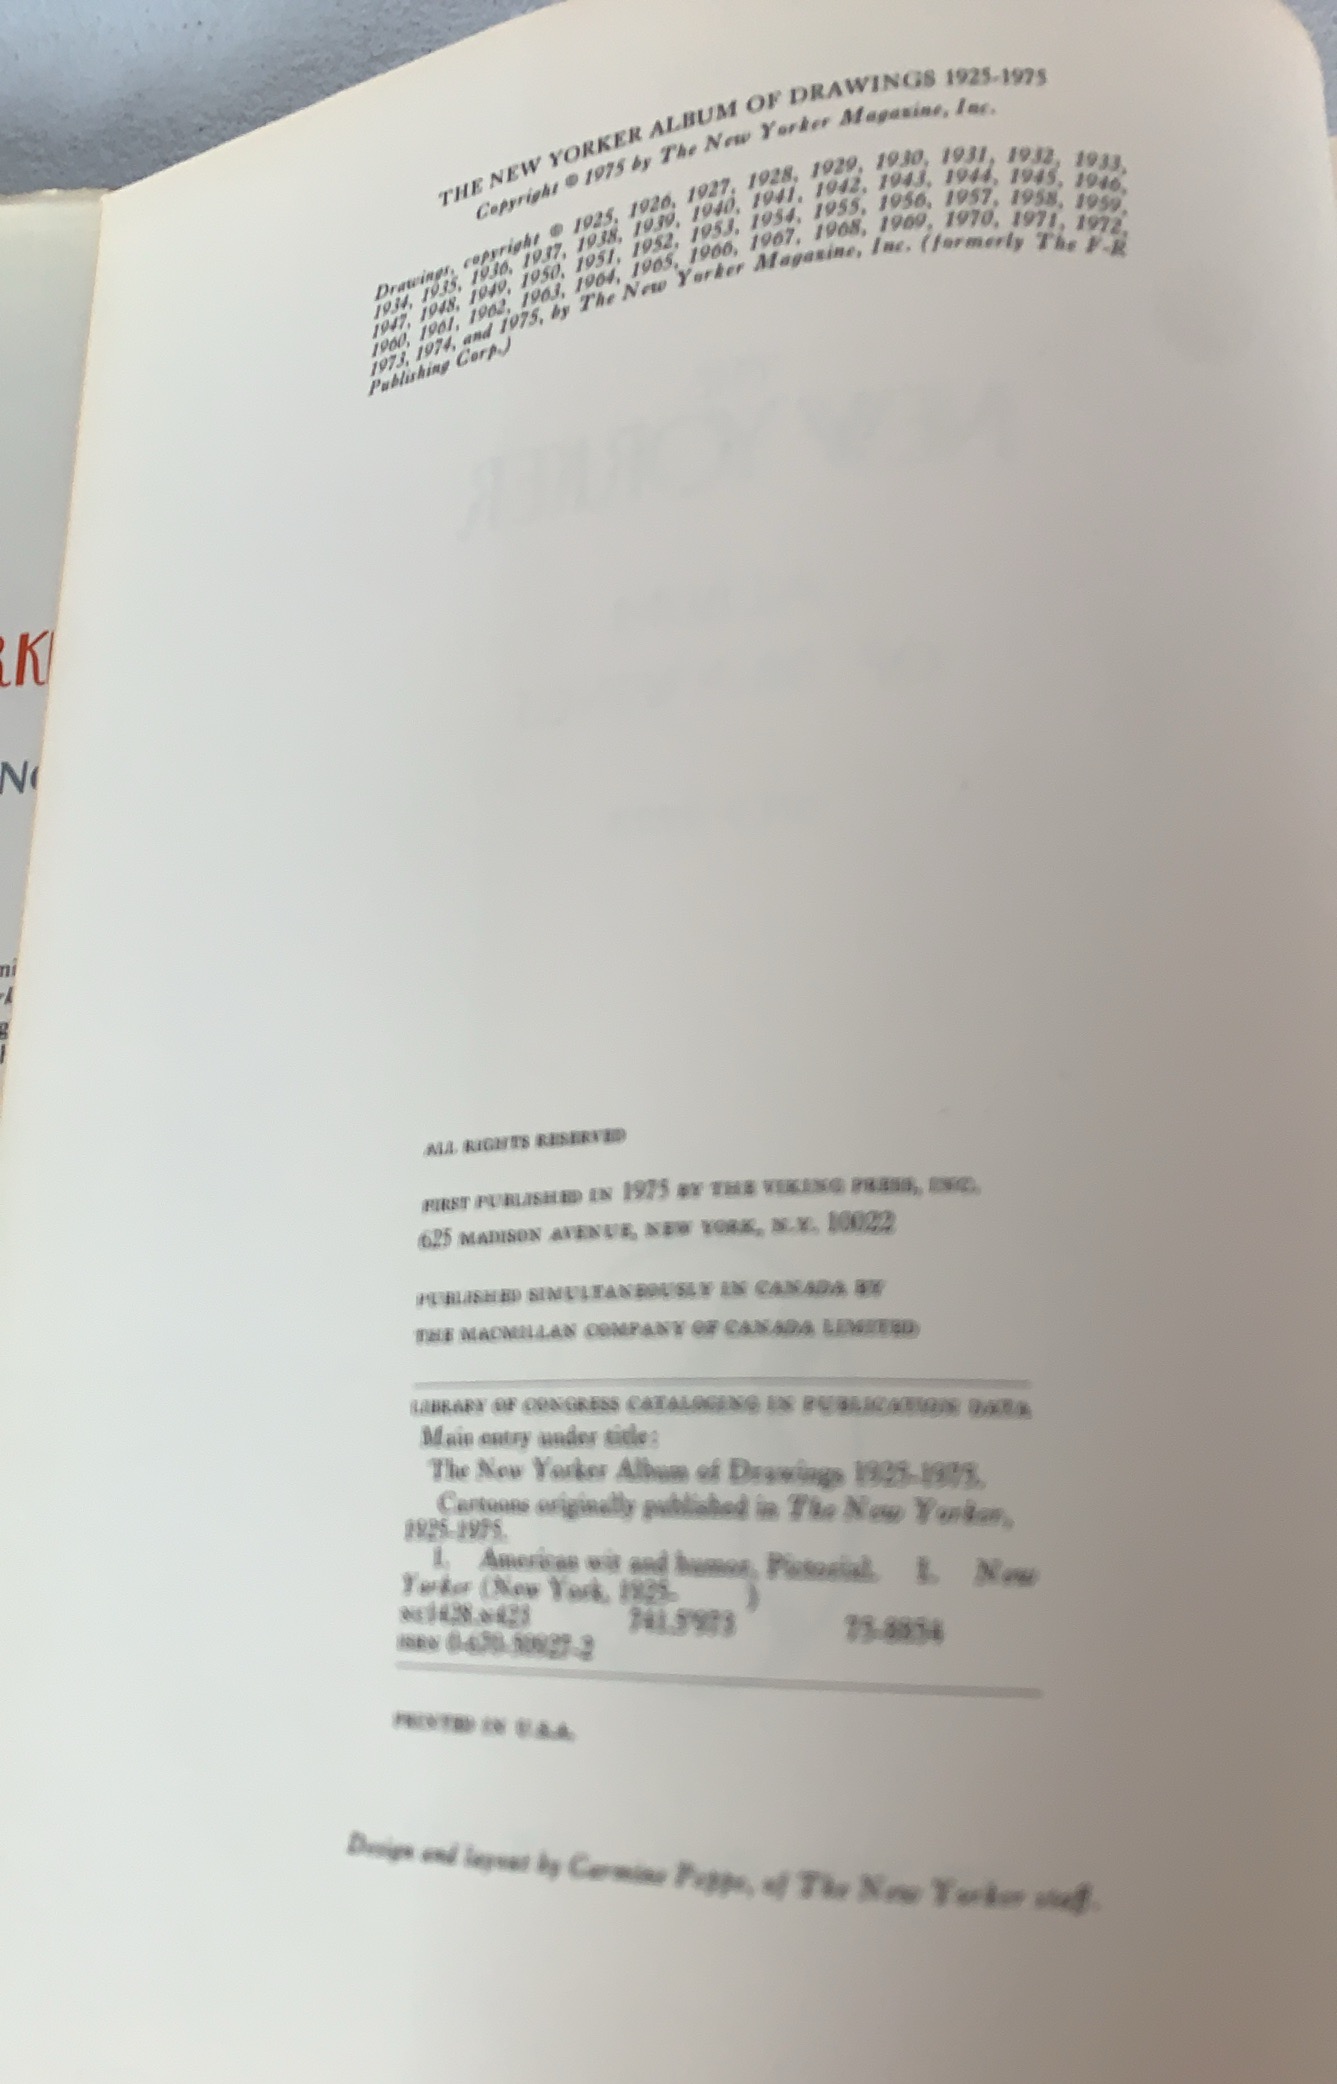 THE NEW YORKER ALBUM OF DRAWINGS 1925-1975
Copyright © 1975 by The New Yorker Magazine, Inc.
Drawings, copyright © 1925, 1926, 1927, 1928, 1929, 1930, 1931, 1932, 1933,
1934, 1935, 1936, 1937, 1938, 1939, 1940, 1941, 1942, 1943, 1944, 1945, 1946,
1947, 1948, 1949, 1950, 1951, 1952, 1953, 1954, 1955, 1956, 1957, 1958, 1959,
1960, 1961, 1962, 1963, 1964, 1965, 1966, 1967, 1968, 1969, 1970, 1971, 1972,
1973, 1974, and 1975, by The New Yorker Magazine, Inc. (formerly The F-R
Publishing Corp.)
ALL RIGHTS RESERVED
FIRST PUBLISHED IN 1975 BY THE VIKING PRESS, INC.
625 MADISON AVENUE, NEW YORK, N.Y. 10022
PUBLISHED SIMULTANEOUSLY IN CANADA BY
THE MACMILLAN COMPANY OF CANADA LIMITED
LIBRARY OF CONGRESS CATALOGING IN PUBLICATION DATA
Main entry under title:
The New Yorker Album of Drawings 1925-1975.
Cartoons originally published in The New Yorker,
1925-1975.
1. American wit and humor, Pictorial. I. New
Yorker (New York, 1925- )
741.5'973
ISBN
PRINTED IN U.S.A.
Design and layout by Carmine Peppe, of The New Yorker staff.